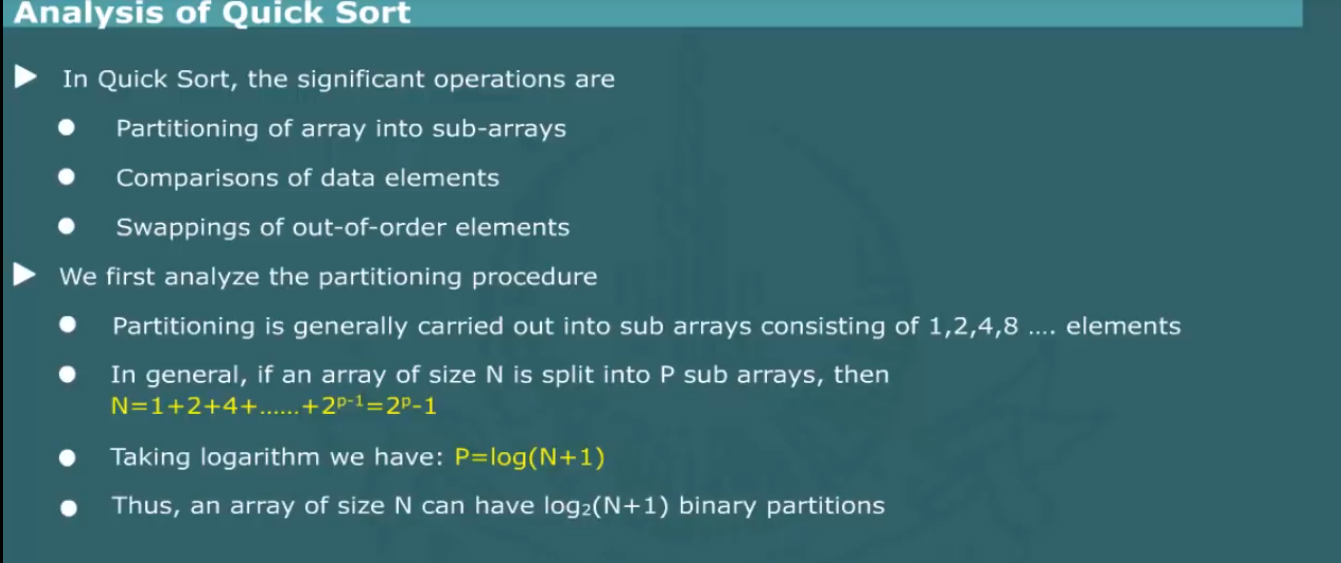 Analysis of Quick Sort
In Quick Sort, the significant operations are
Partitioning of array into sub-arrays
Comparisons of data elements
Swappings of out-of-order elements
We first analyze the partitioning procedure
Partitioning is generally carried out into sub arrays consisting of 1,2,4,8 .... elements
In general, if an array of size N is split into P sub arrays, then
N=1+2+4+......+2ᵖ⁻¹=2ᵖ-1
Taking logarithm we have: P=log(N+1)
Thus, an array of size N can have log₂(N+1) binary partitions